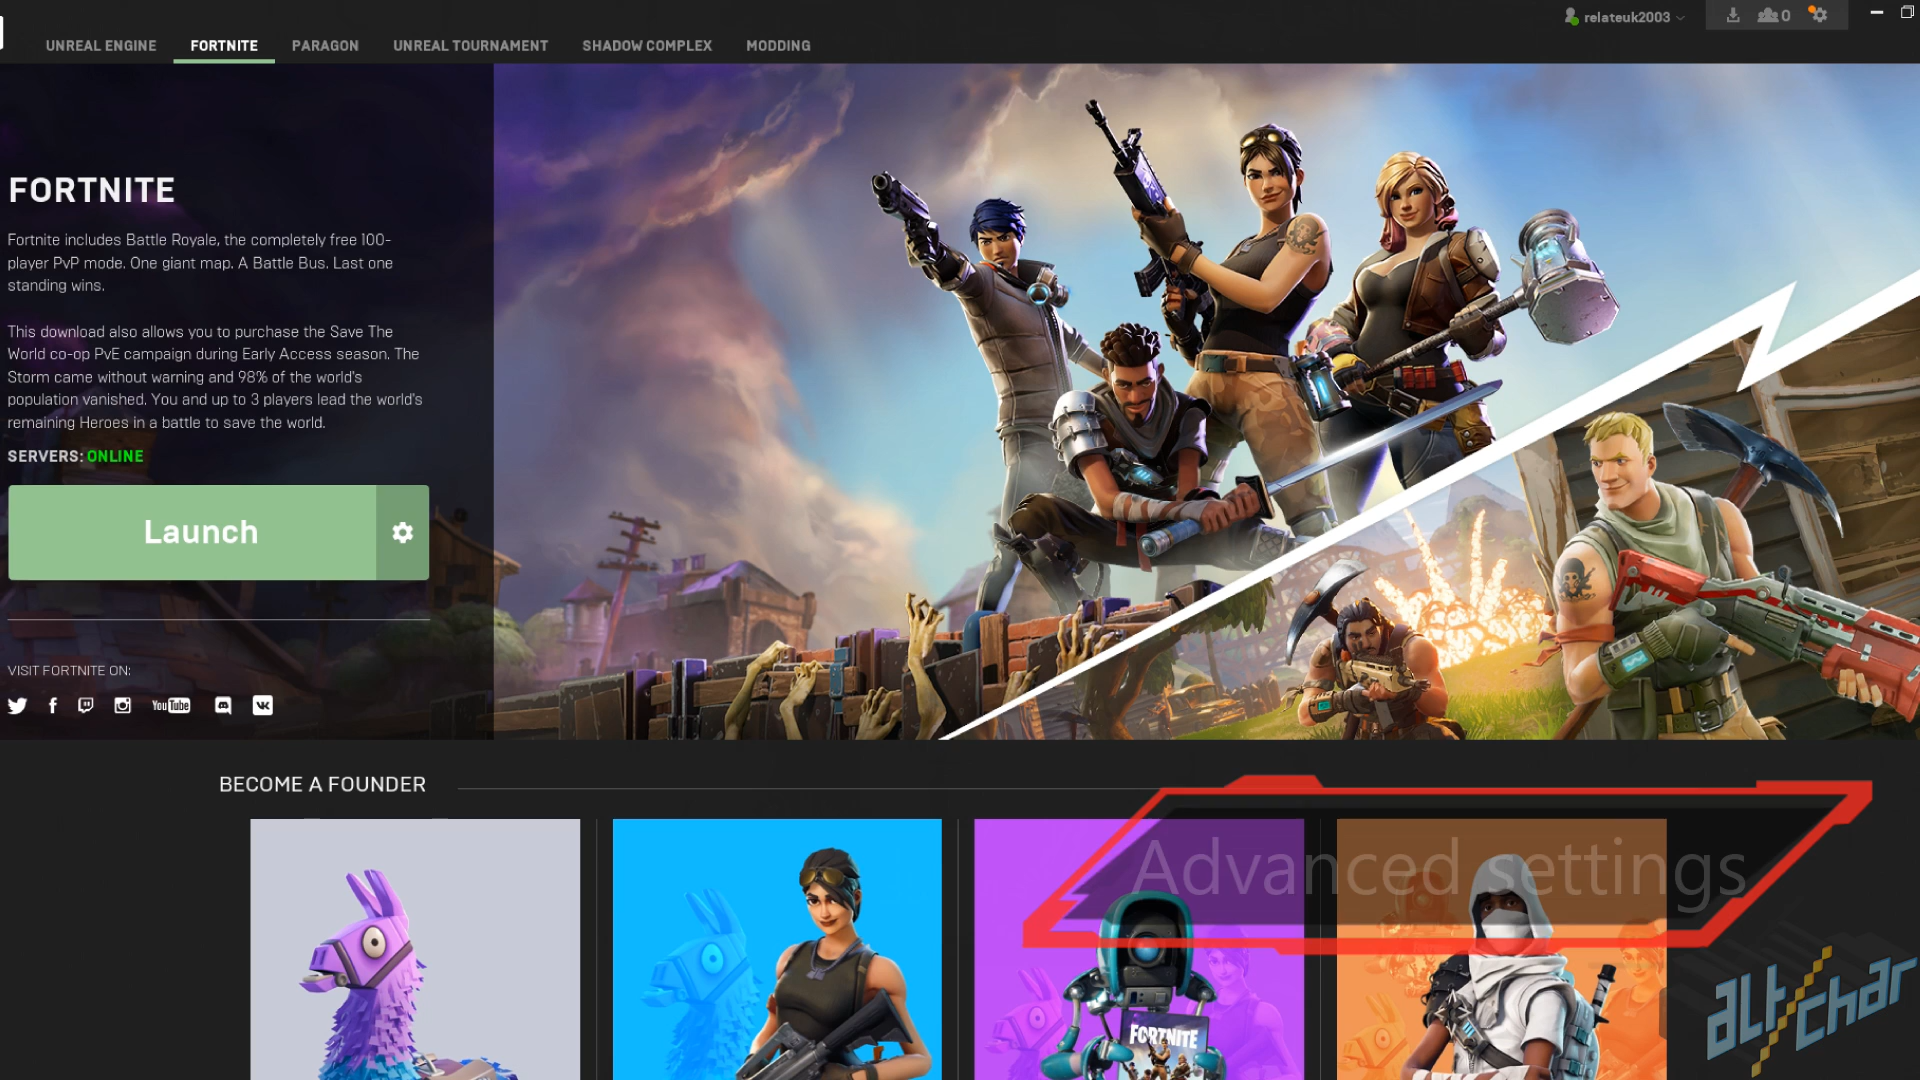 relateuk2003
0
UNREAL ENGINE
FORTNITE
PARAGON
UNREAL TOURNAMENT
SHADOW COMPLEX
MODDING
FORTNITE
Fortnite includes Battle Royale, the completely free 100-
player PvP mode. One giant map. A Battle Bus. Last one
standing wins.
This download also allows you to purchase the Save The
World co-op PvE campaign during Early Access season. The
Storm came without warning and 98% of the world's
population vanished. You and up to 3 players lead the world's
remaining Heroes in a battle to save the world.
SERVERS: ONLINE
Launch
VISIT FORTNITE ON:
YouTube
BECOME A FOUNDER
Advanced settings
FORTNITE
alt char